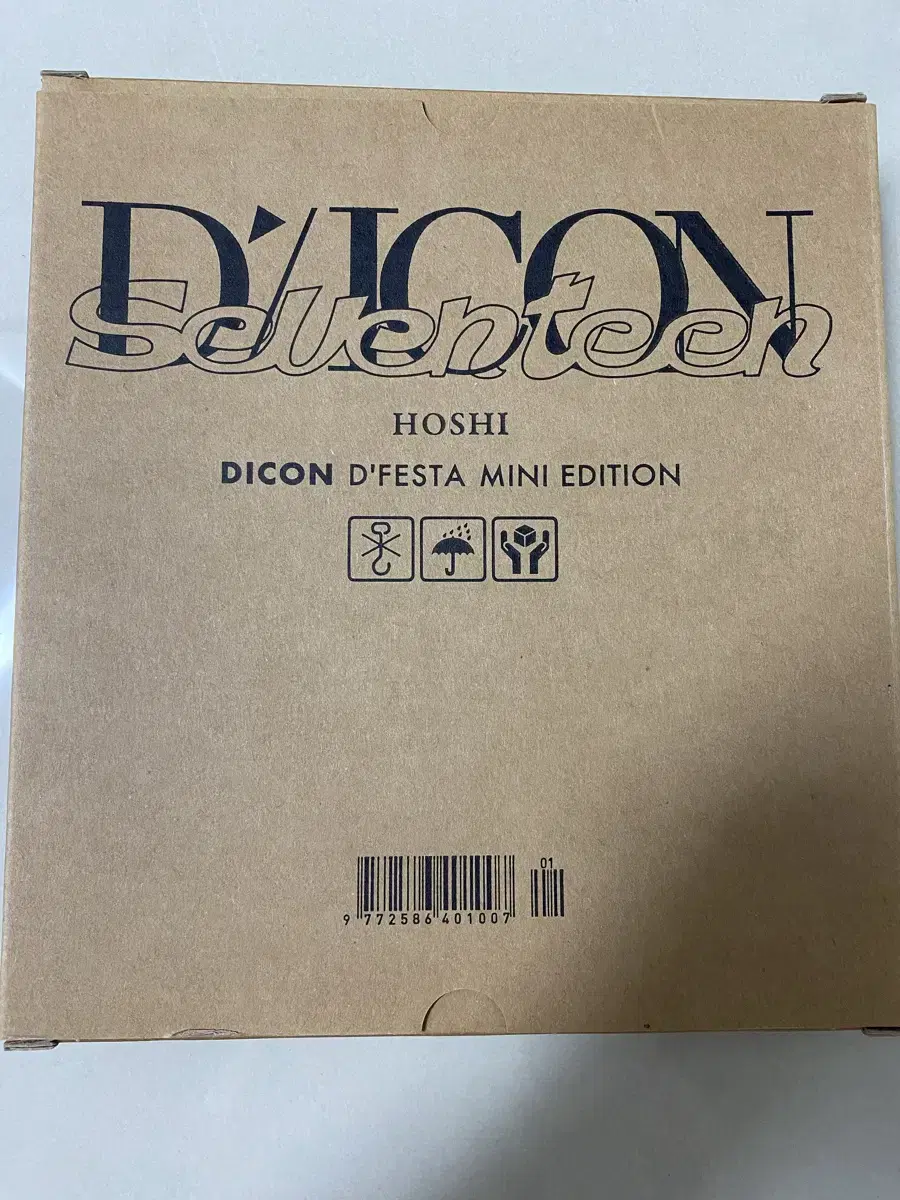 D'/ICON
Seventeen
HOSHI
DICON D'FESTA MINI EDITION
01
9 772586 401007